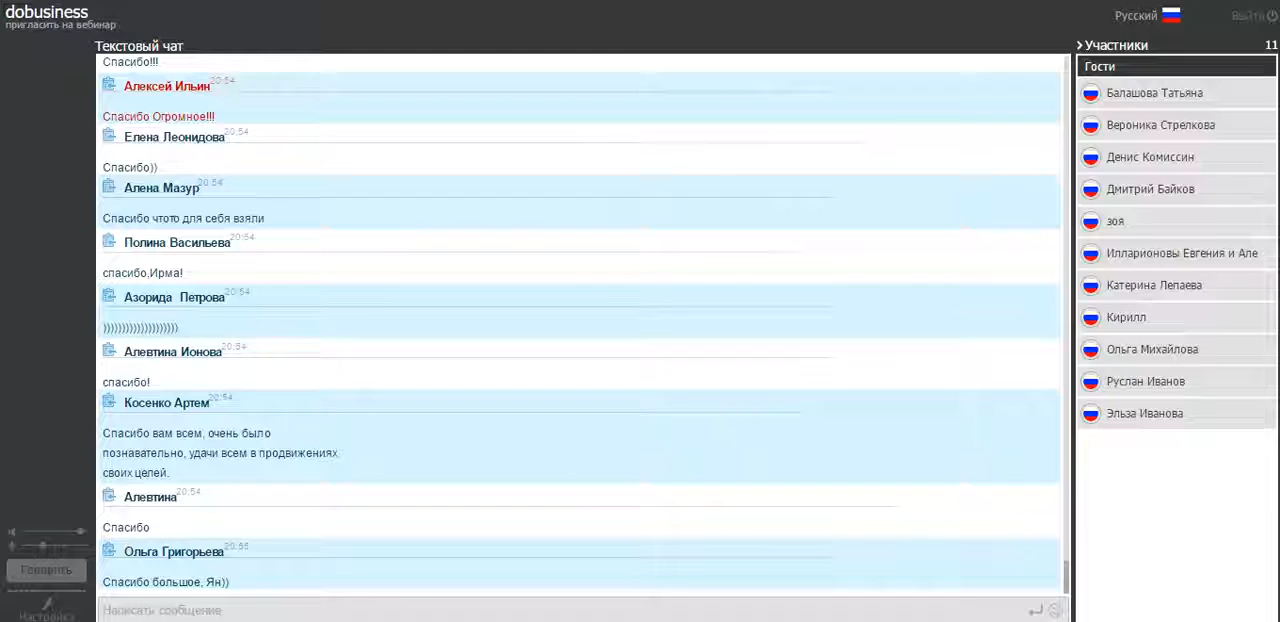 dobusiness
пригласить на вебинар
Русский
Выйти
Текстовый чат
Спасибо!!!
Алексей Ильин 20:54
Спасибо Огромное!!!
Елена Леонидова 20:54
Спасибо))
Алена Мазур 20:54
Спасибо чтото для себя взяли
Полина Васильева 20:54
спасибо,Ирма!
Азорида Петрова 20:54
))))))))))))))))))))
Алевтина Ионова 20:54
спасибо!
Косенко Артем 20:54
Спасибо вам всем, очень было
познавательно, удачи всем в продвижениях
своих целей.
Алевтина 20:54
Спасибо
Ольга Григорьева 20:55
Спасибо большое, Ян))
Написать сообщение
Говорить
Настройка
Участники 11
Гости
Балашова Татьяна
Вероника Стрелкова
Денис Комиссин
Дмитрий Байков
зоя
Илларионовы Евгения и Але
Катерина Лепаева
Кирилл
Ольга Михайлова
Руслан Иванов
Эльза Иванова